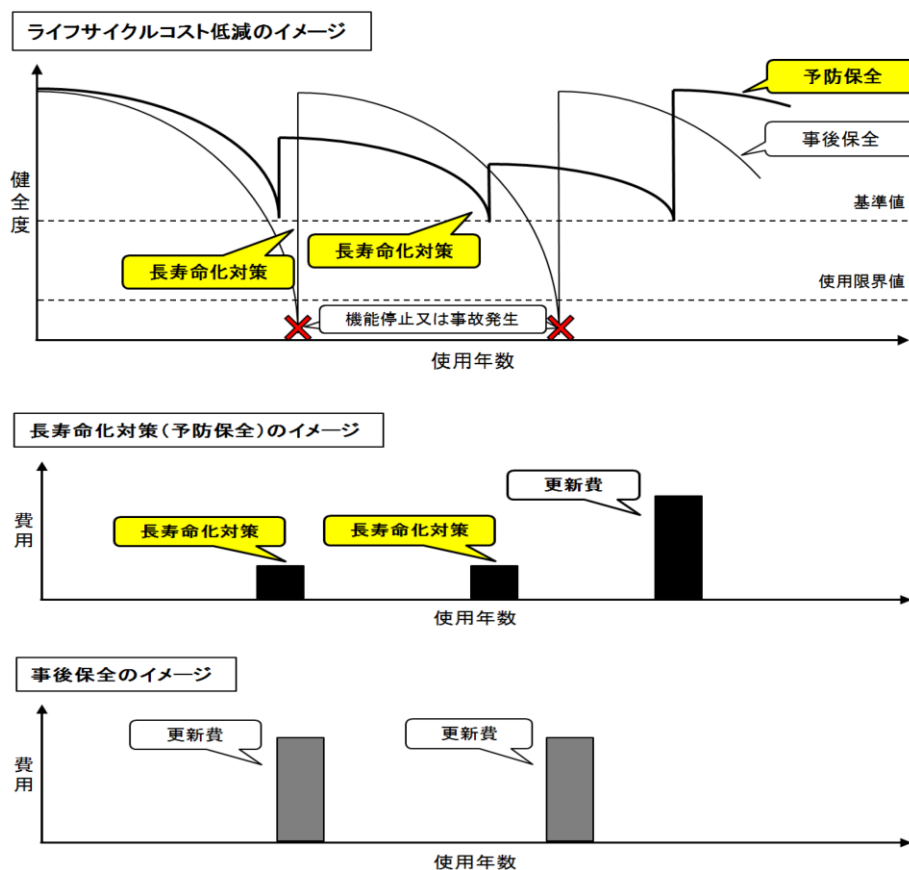 ライフサイクルコスト低減のイメージ
予防保全
事後保全
健全度
基準値
長寿命化対策
長寿命化対策
使用限界値
機能停止又は事故発生
使用年数
長寿命化対策(予防保全)のイメージ
費用
更新費
長寿命化対策
長寿命化対策
使用年数
事後保全のイメージ
費用
更新費
更新費
使用年数